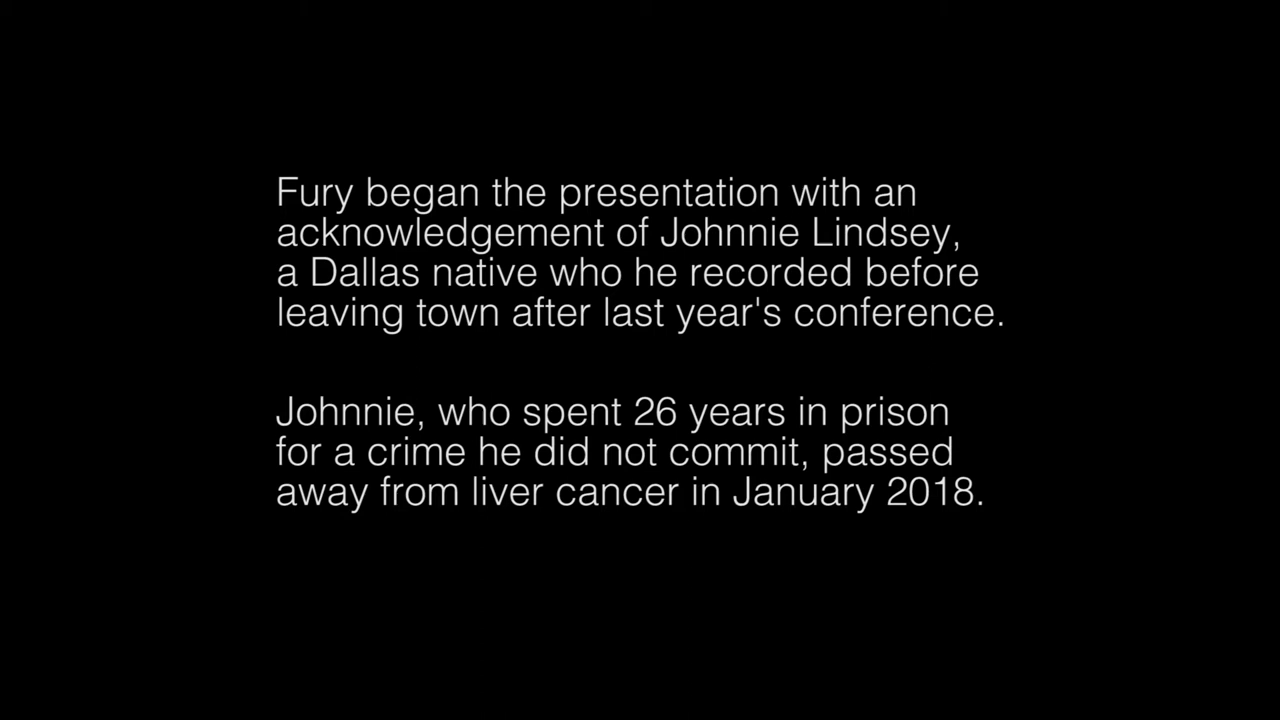 Fury began the presentation with an
acknowledgement of Johnnie Lindsey,
a Dallas native who he recorded before
leaving town after last year's conference.
Johnnie, who spent 26 years in prison
for a crime he did not commit, passed
away from liver cancer in January 2018.